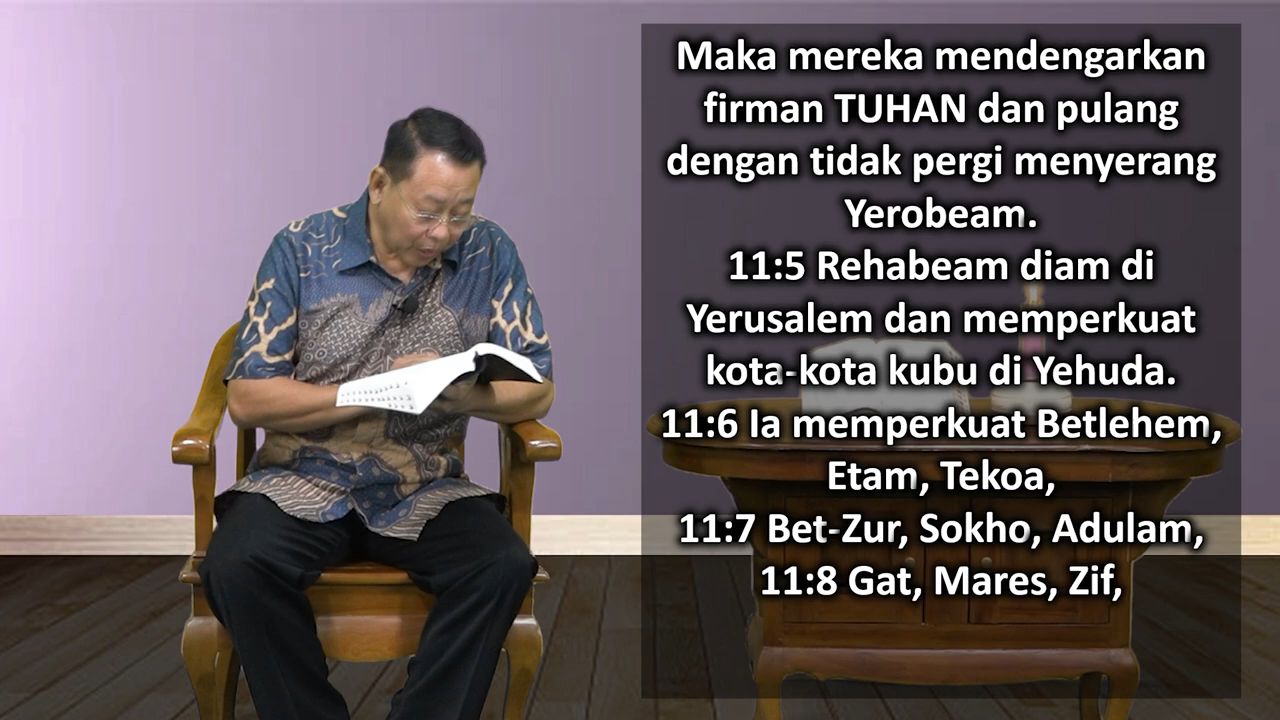 Maka mereka mendengarkan
firman TUHAN dan pulang
dengan tidak pergi menyerang
Yerobeam.
11:5 Rehabeam diam di
Yerusalem dan memperkuat
kota-kota kubu di Yehuda.
11:6 Ia memperkuat Betlehem,
Etam, Tekoa,
11:7 Bet-Zur, Sokho, Adulam,
11:8 Gat, Mares, Zif,